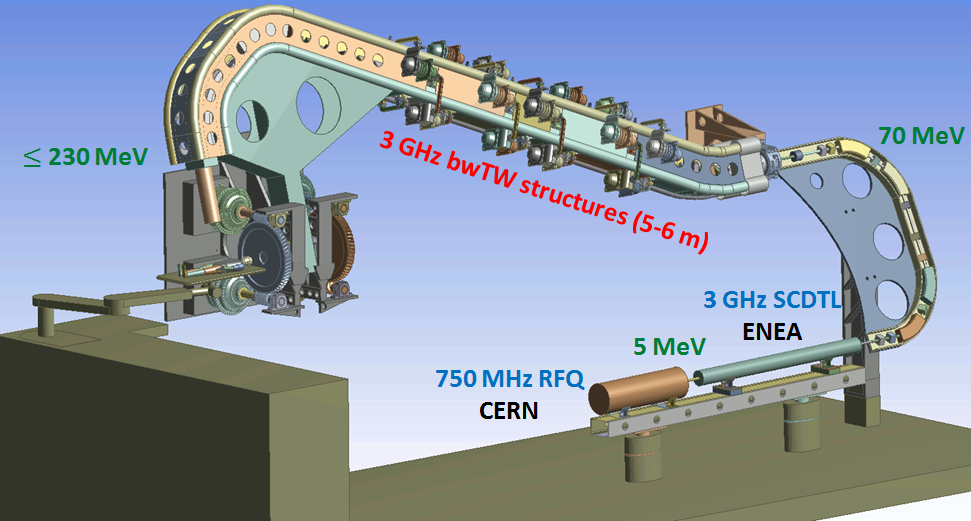 70 MeV
≤ 230 MeV
3 GHz bwTW structures (5-6 m)
3 GHz SCDTL
ENEA
5 MeV
750 MHz RFQ
CERN